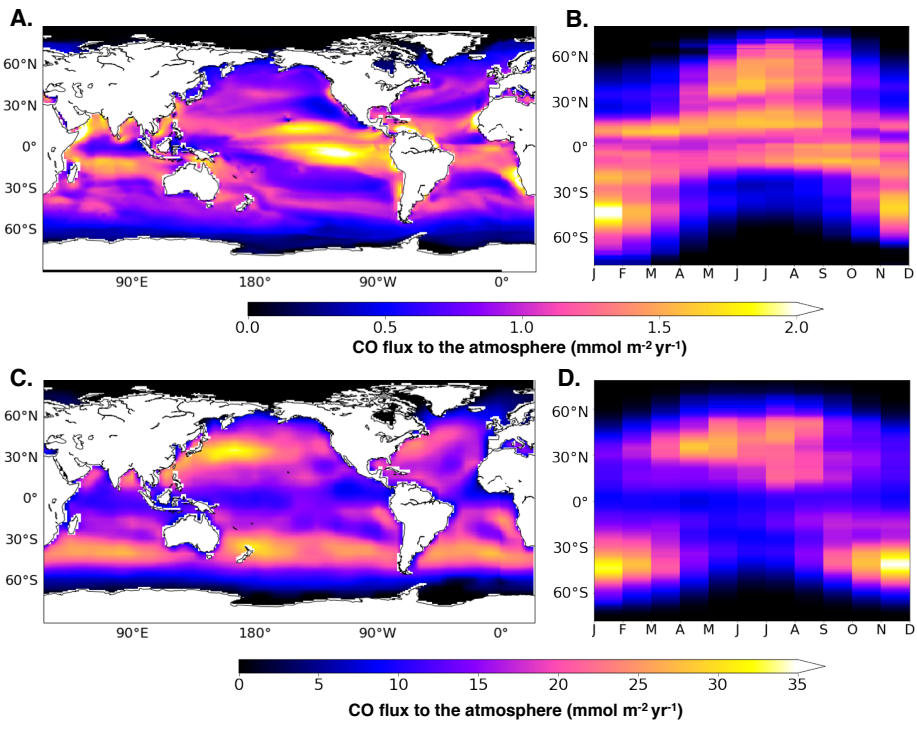 A.
B.
60°N
30°N
0°
30°S
60°S
90°E 180° 90°W 0°
60°N
30°N
0°
30°S
60°S
J F M A M J J A S O N D
0.0 0.5 1.0 1.5 2.0
CO flux to the atmosphere (mmol m-2 yr-1)
C.
D.
60°N
30°N
0°
30°S
60°S
90°E 180° 90°W 0°
60°N
30°N
0°
30°S
60°S
J F M A M J J A S O N D
0 5 10 15 20 25 30 35
CO flux to the atmosphere (mmol m-2 yr-1)